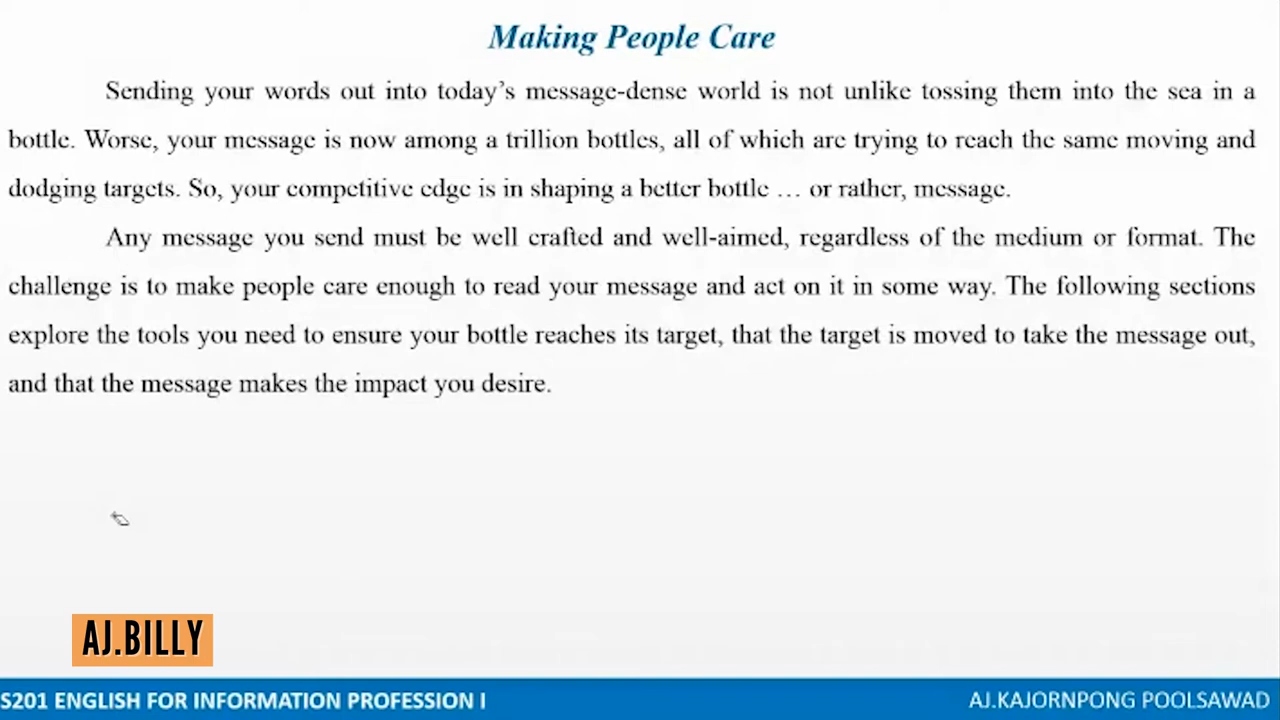 Making People Care
Sending your words out into today's message-dense world is not unlike tossing them into the sea in a
bottle. Worse, your message is now among a trillion bottles, all of which are trying to reach the same moving and
dodging targets. So, your competitive edge is in shaping a better bottle … or rather, message.
Any message you send must be well crafted and well-aimed, regardless of the medium or format. The
challenge is to make people care enough to read your message and act on it in some way. The following sections
explore the tools you need to ensure your bottle reaches its target, that the target is moved to take the message out,
and that the message makes the impact you desire.
AJ.BILLY
S201 ENGLISH FOR INFORMATION PROFESSION I
AJ.KAJORNPONG POOLSAWAD